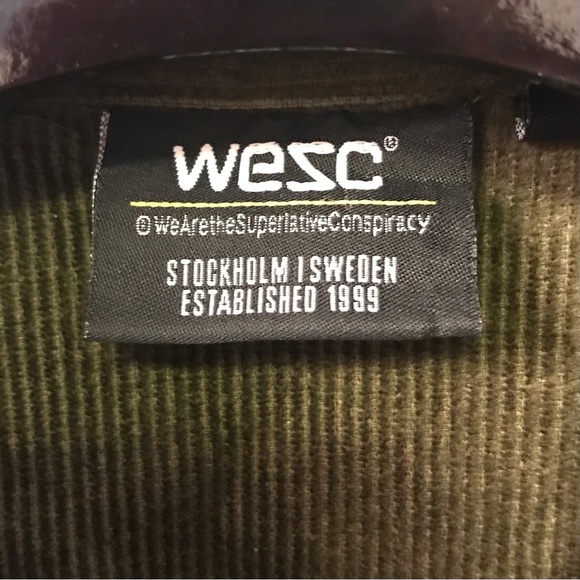 wesc®
®WeAretheSuperlativeConspiracy
STOCKHOLM | SWEDEN
ESTABLISHED 1999